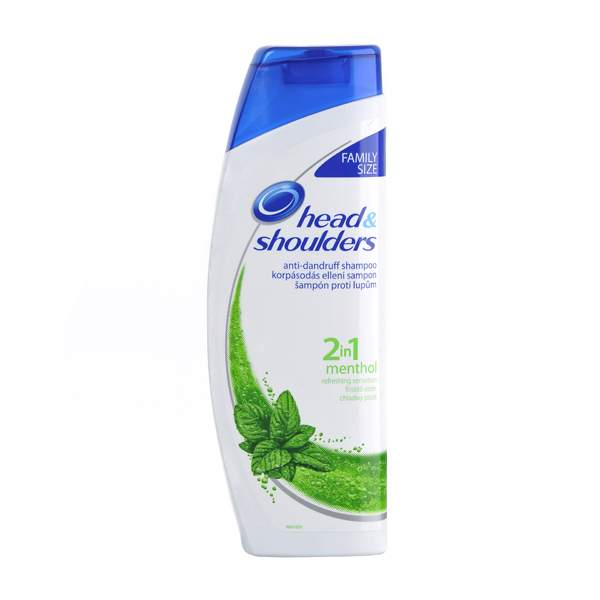 FAMILY
SIZE
head&
shoulders
anti-dandruff shampoo
korpásodás elleni sampon
šampón proti lupům
2in1
menthol
refreshing sensation